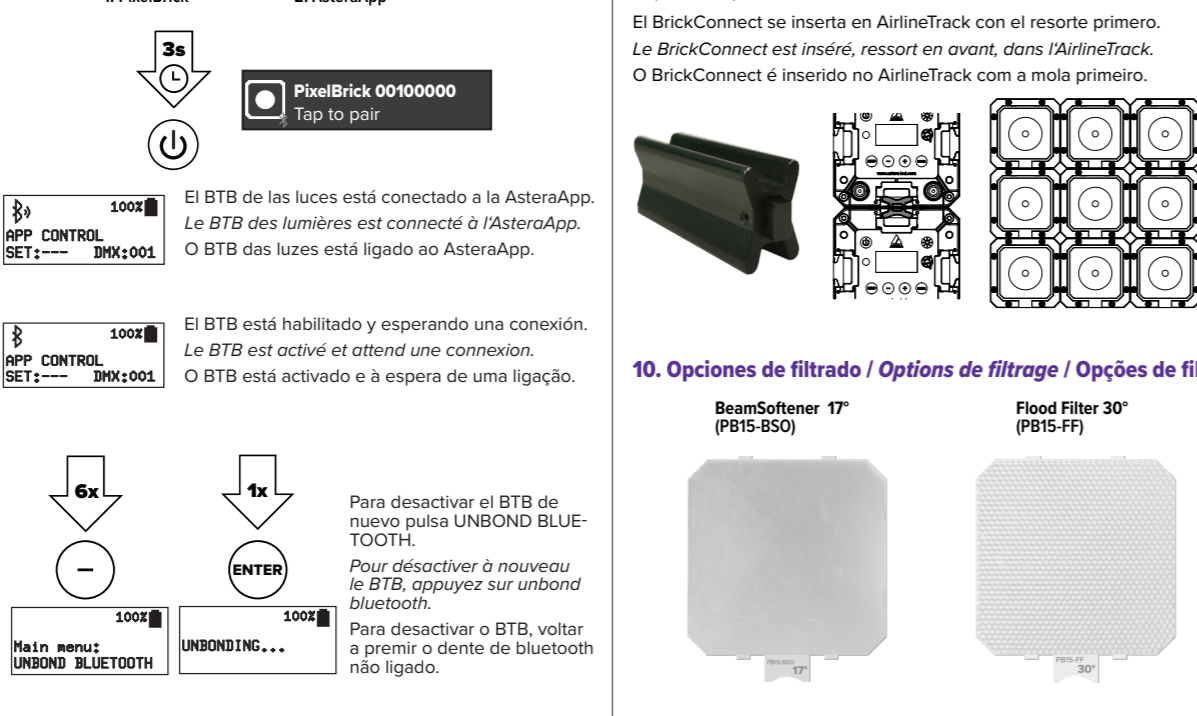 1. PixelBrick
2. AsteraApp
3s
PixelBrick 00100000
Tap to pair
100%
APP CONTROL
SET:--- DMX:001
El BTB de las luces está conectado a la AsteraApp.
Le BTB des lumières est connecté à l'AsteraApp.
O BTB das luzes está ligado ao AsteraApp.
100%
APP CONTROL
SET:--- DMX:001
El BTB está habilitado y esperando una conexión.
Le BTB est activé et attend une connexion.
O BTB está activado e à espera de uma ligação.
6x
1x
–
ENTER
100%
Main menu:
UNBOND BLUETOOTH
100%
UNBONDING...
Para desactivar el BTB de
nuevo pulsa UNBOND BLUE-
TOOTH.
Pour désactiver à nouveau
le BTB, appuyez sur unbond
bluetooth.
Para desactivar o BTB, voltar
a premir o dente de bluetooth
não ligado.
El BrickConnect se inserta en AirlineTrack con el resorte primero.
Le BrickConnect est inséré, ressort en avant, dans l'AirlineTrack.
O BrickConnect é inserido no AirlineTrack com a mola primeiro.
10. Opciones de filtrado / Options de filtrage / Opções de fil
BeamSoftener 17°
(PB15-BSO)
Flood Filter 30°
(PB15-FF)
PB15-BSO
17°
PB15-FF
30°